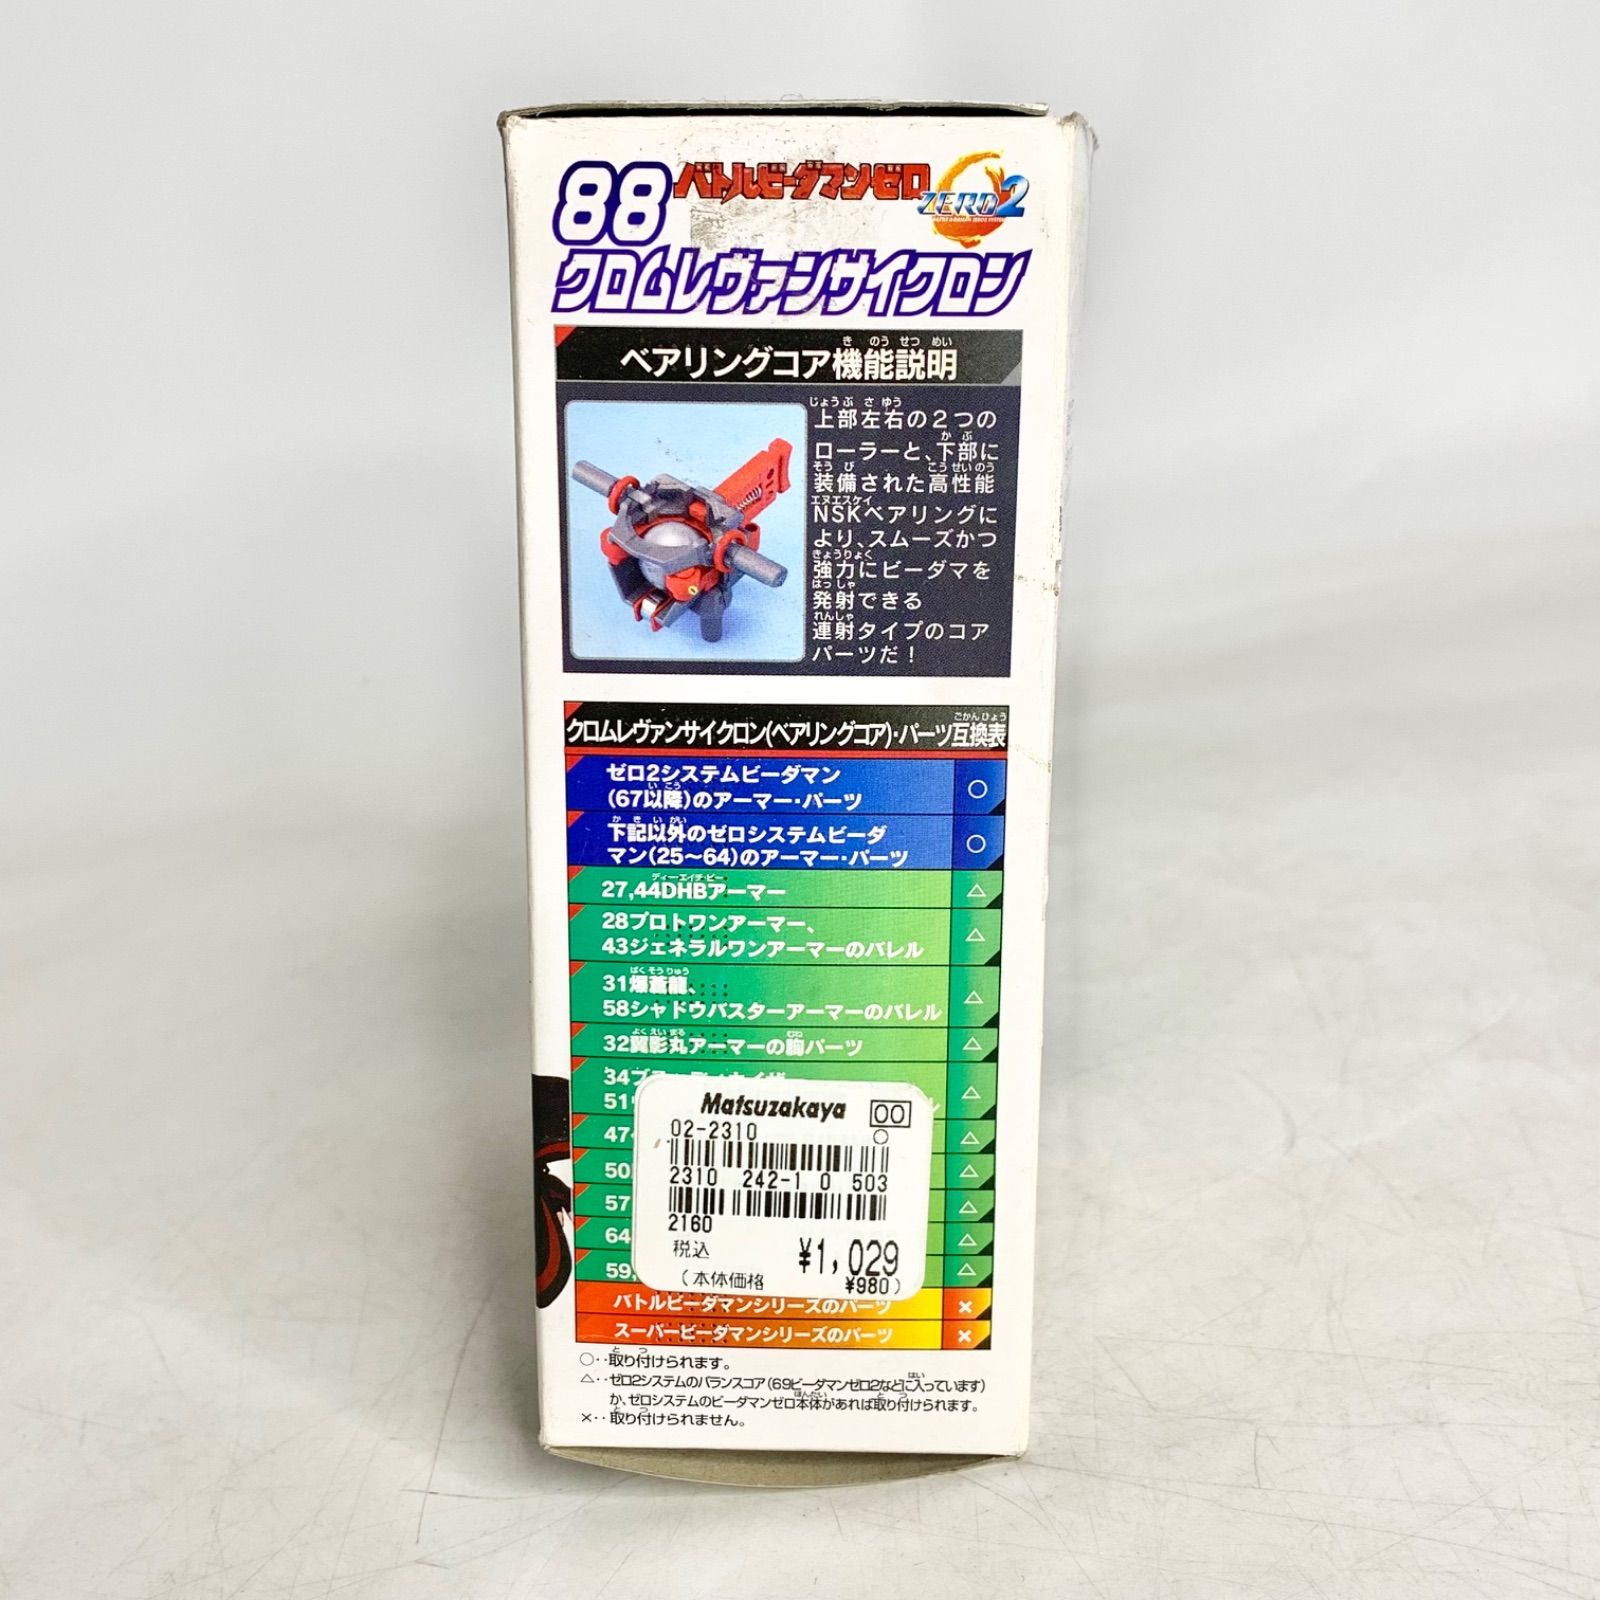 88
バトルビーダマンゼロ
ZERO2
クロムレヴァンサイクロン
ベアリングコア機能説明
上部左右の2つの
ローラーと、下部に
装備された高性能
NSKベアリングに
より、スムーズかつ
強力にビーダマを
発射できる
連射タイプのコア
パーツだ!
クロムレヴァンサイクロン(ベアリングコア)・パーツ互換表
ゼロ2システムビーダマン
(67以降)のアーマー・パーツ ○
下記以外のゼロシステムビーダ
マン(25〜64)のアーマー・パーツ ○
27,44DHBアーマー △
28プロトワンアーマー、
43ジェネラルワンアーマーのバレル △
31爆蒼龍、
58シャドウバスターアーマーのバレル △
32翼影丸アーマーの胸パーツ △
34 △
51
47 △
50 △
57 △
64 △
59, △
バトルビーダマンシリーズのパーツ ×
スーパービーダマンシリーズのパーツ ×
○‥取り付けられます。
△‥ゼロ2システムのバランスコア(69ビーダマンゼロ2などに入っています)
か、ゼロシステムのビーダマンゼロ本体があれば取り付けられます。
×‥取り付けられません。
Matsuzakaya 00
02-2310
2310 242-1 0 503
2160
税込 ¥1,029
(本体価格 ¥980)